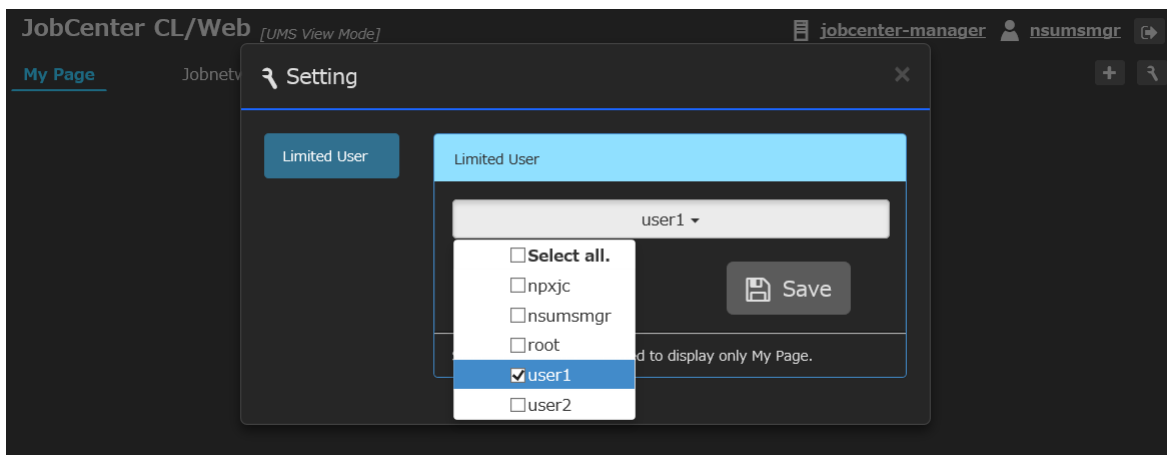 JobCenter CL/Web [UMS View Mode] jobcenter-manager nsumsmgr
My Page Jobnetw
Setting
Limited User
Limited User
user1
Select all.
npxjc
nsumsmgr
root
user1
user2
Save
d to display only My Page.